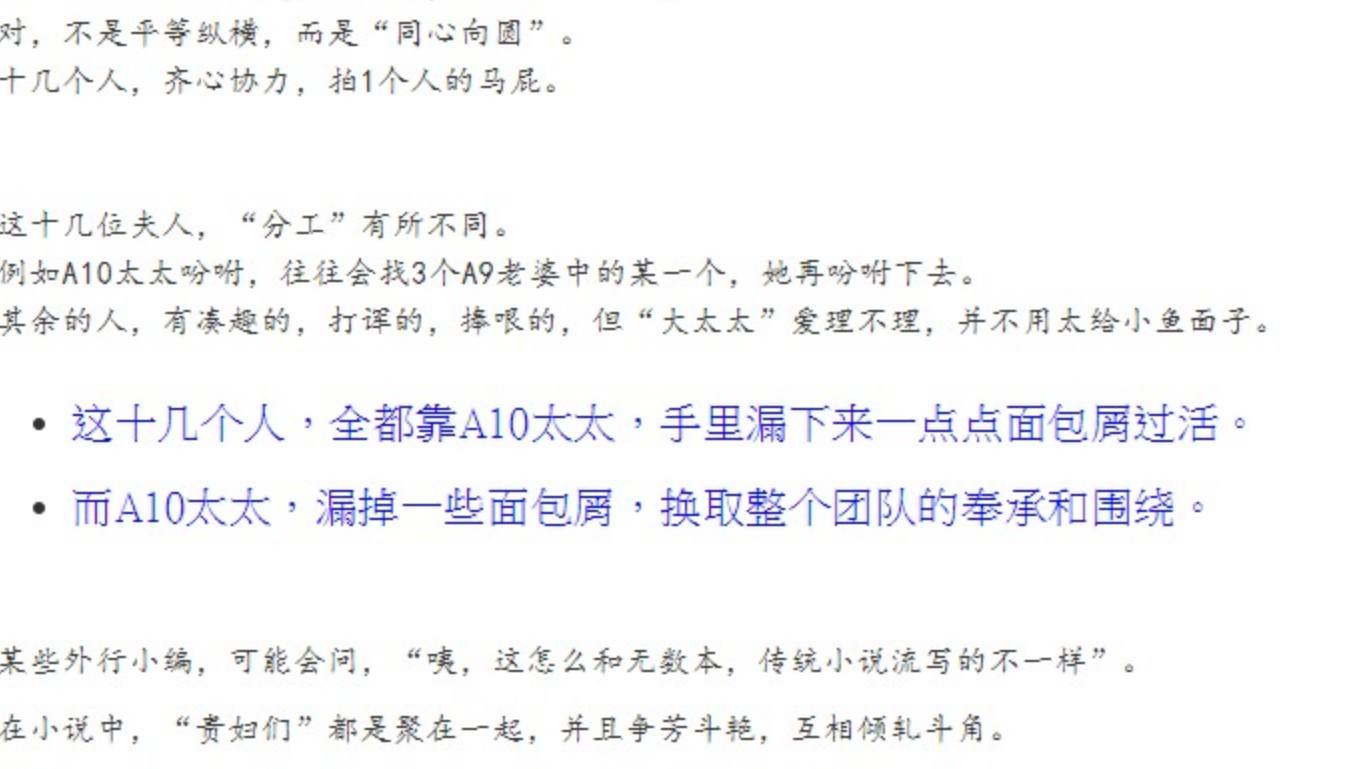 对，不是平等纵横，而是“同心向圆”。
十几个人，齐心协力，拍1个人的马屁。
这十几位夫人，“分工”有所不同。
例如A10太太吩咐，往往会找3个A9老婆中的某一个，她再吩咐下去。
其余的人，有凑趣的，打诨的，捧哏的，但“大太太”爱理不理，并不用太给小鱼面子。
• 这十几个人，全都靠A10太太，手里漏下来一点点面包屑过活。
• 而A10太太，漏掉一些面包屑，换取整个团队的奉承和围绕。
某些外行小编，可能会问，“咦，这怎么和无数本，传统小说流写的不一样”。
在小说中，“贵妇们”都是聚在一起，并且争芳斗艳，互相倾轧斗角。